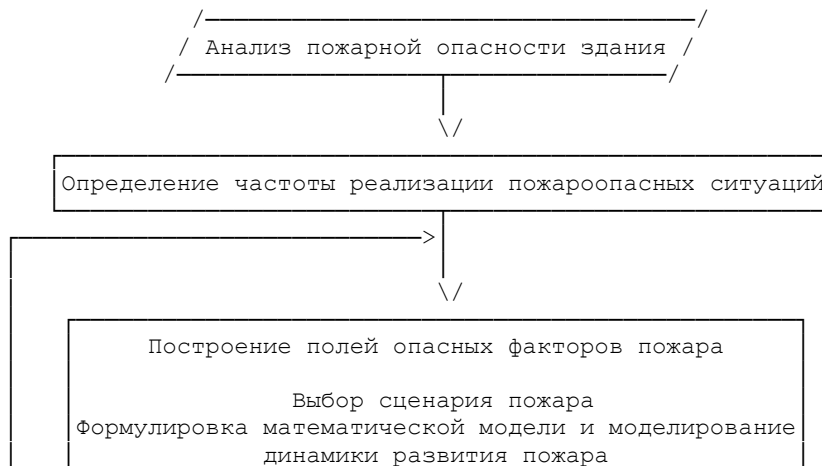 Анализ пожарной опасности здания
Определение частоты реализации пожароопасных ситуаций
Построение полей опасных факторов пожара
Выбор сценария пожара
Формулировка математической модели и моделирование
динамики развития пожара